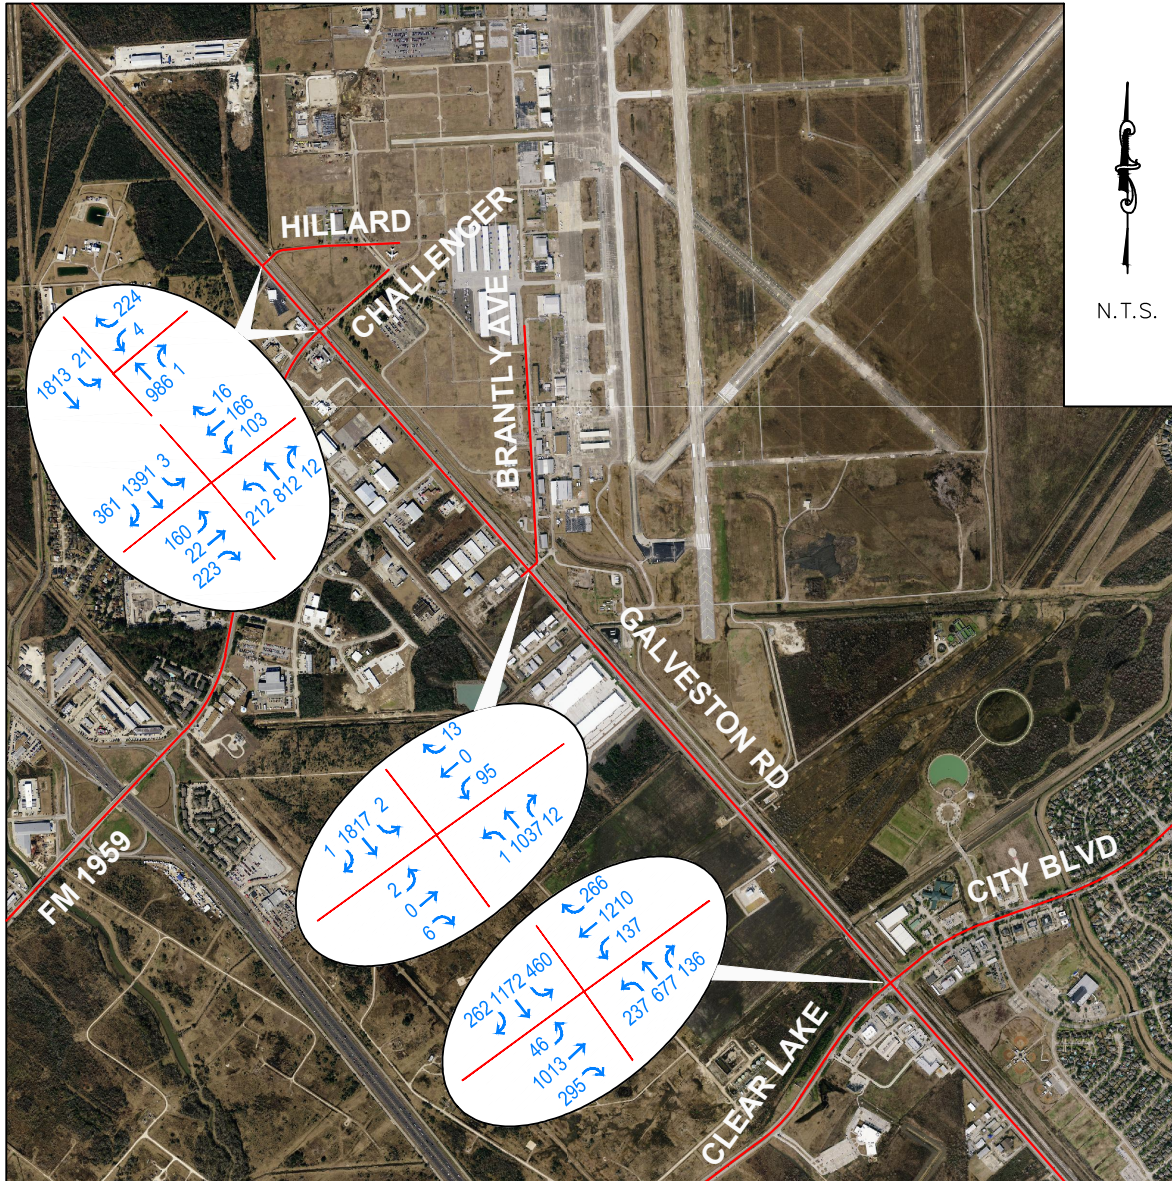 N.T.S.
HILLARD
CHALLENGER
BRANTLY AVE
GALVESTON RD
CITY BLVD
CLEAR LAKE
FM 1959
224
4
1813 21
986 1
16
166
103
361 1391 3
212 812 12
160
22
223
13
0
95
1 1817 2
1 1037 12
2
0
6
266
1210
137
262 1172 460
237 677 136
46
1013
295